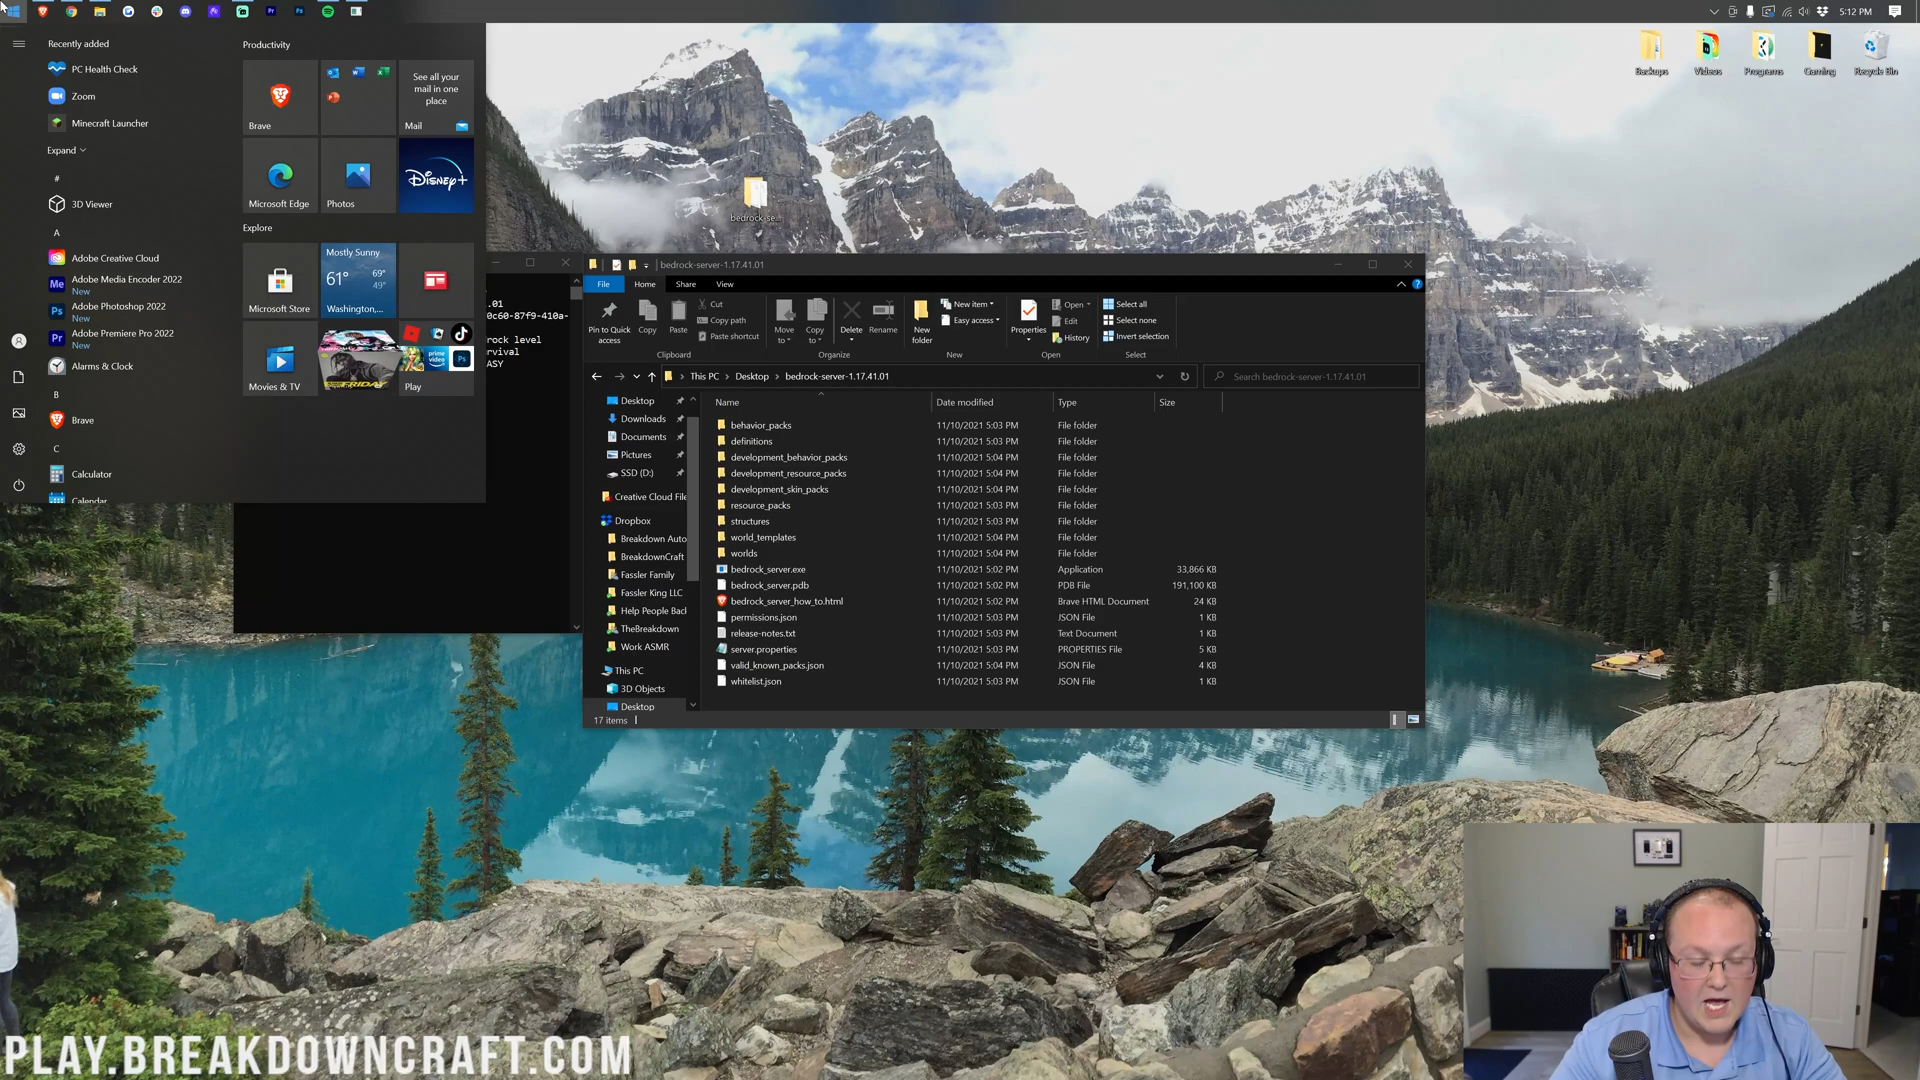 5:12 PM
Recently added
PC Health Check
Zoom
Minecraft Launcher
Expand
#
3D Viewer
A
Adobe Creative Cloud
Adobe Media Encoder 2022
New
Adobe Photoshop 2022
New
Adobe Premiere Pro 2022
New
Alarms & Clock
B
Brave
C
Calculator
Calendar
Productivity
Brave
See all your mail in one place
Mail
Microsoft Edge
Photos
Disney+
Explore
Microsoft Store
Mostly Sunny
61° 69° 49°
Washington,...
Movies & TV
prime video
Play
Backups
Videos
Programs
Gaming
Recycle Bin
bedrock-se...
.01
0c60-87f9-410a-
rock level
rvival
ASY
bedrock-server-1.17.41.01
File Home Share View
Pin to Quick access
Copy
Paste
Cut
Copy path
Paste shortcut
Clipboard
Move to
Copy to
Delete
Rename
Organize
New folder
New item
Easy access
New
Properties
Open
Edit
History
Open
Select all
Select none
Invert selection
Select
This PC > Desktop > bedrock-server-1.17.41.01
Search bedrock-server-1.17.41.01
Desktop
Downloads
Documents
Pictures
SSD (D:)
Creative Cloud File
Dropbox
Breakdown Auto
BreakdownCraft
Fassler Family
Fassler King LLC
Help People Back
TheBreakdown
Work ASMR
This PC
3D Objects
Desktop
Name Date modified Type Size
behavior_packs 11/10/2021 5:03 PM File folder
definitions 11/10/2021 5:03 PM File folder
development_behavior_packs 11/10/2021 5:04 PM File folder
development_resource_packs 11/10/2021 5:04 PM File folder
development_skin_packs 11/10/2021 5:04 PM File folder
resource_packs 11/10/2021 5:03 PM File folder
structures 11/10/2021 5:03 PM File folder
world_templates 11/10/2021 5:04 PM File folder
worlds 11/10/2021 5:04 PM File folder
bedrock_server.exe 11/10/2021 5:02 PM Application 33,866 KB
bedrock_server.pdb 11/10/2021 5:02 PM PDB File 191,100 KB
bedrock_server_how_to.html 11/10/2021 5:02 PM Brave HTML Document 24 KB
permissions.json 11/10/2021 5:03 PM JSON File 1 KB
release-notes.txt 11/10/2021 5:03 PM Text Document 1 KB
server.properties 11/10/2021 5:03 PM PROPERTIES File 5 KB
valid_known_packs.json 11/10/2021 5:04 PM JSON File 4 KB
whitelist.json 11/10/2021 5:03 PM JSON File 1 KB
17 items
PLAY.BREAKDOWNCRAFT.COM